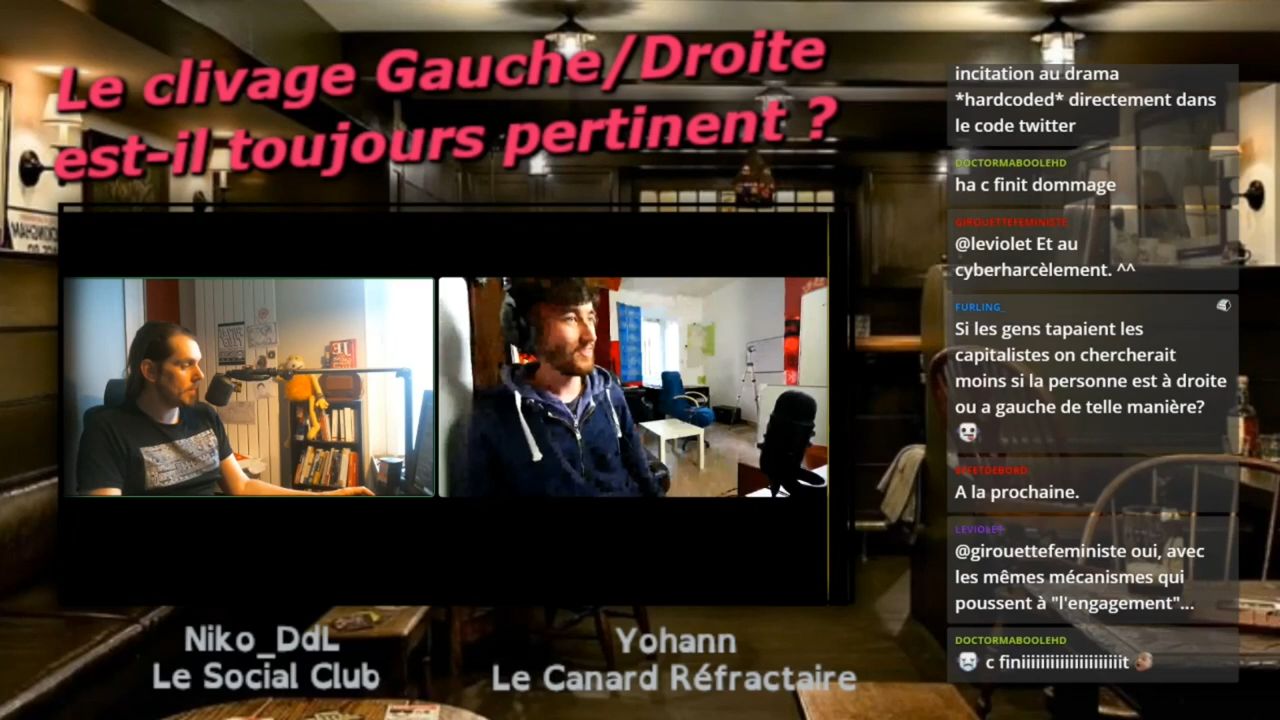 Le clivage Gauche/Droite
est-il toujours pertinent ?
Niko_DdL
Le Social Club
Yohann
Le Canard Réfractaire
incitation au drama
*hardcoded* directement dans
le code twitter
DOCTORMABOOLEHD
ha c finit dommage
GIROUETTEFEMINISTE
@leviolet Et au
cyberharcèlement. ^^
FURLING_
Si les gens tapaient les
capitalistes on chercherait
moins si la personne est à droite
ou a gauche de telle manière?
A la prochaine.
LEVIOLET
@girouettefeministe oui, avec
les mêmes mécanismes qui
poussent à "l'engagement"...
DOCTORMABOOLEHD
c finiiiiiiiiiiiiiiiiiiiiiiit